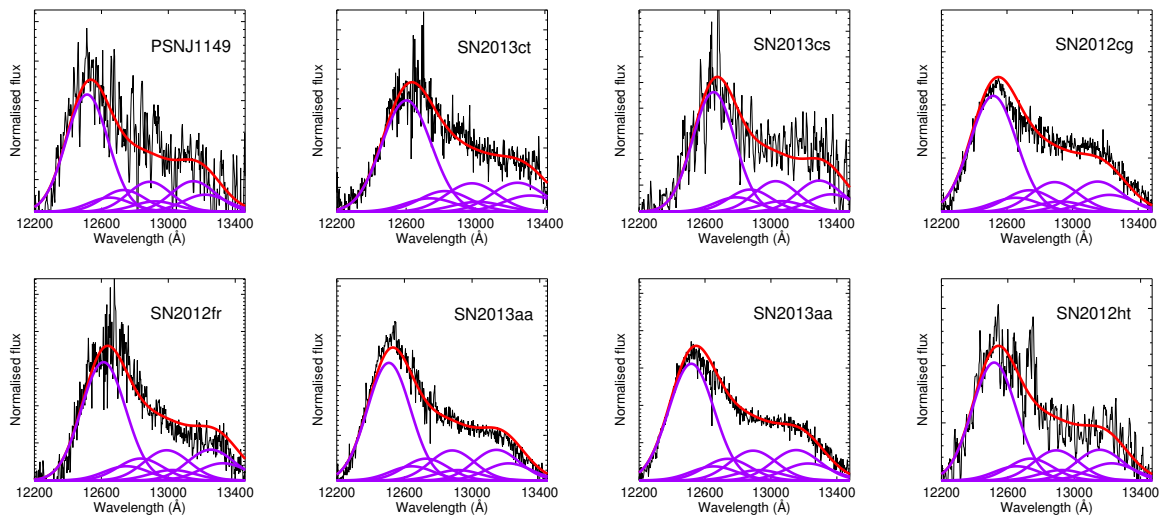 PSNJ1149
Normalised flux
12200 12600 13000 13400
Wavelength (Å)
SN2013ct
Normalised flux
12200 12600 13000 13400
Wavelength (Å)
SN2013cs
Normalised flux
12200 12600 13000 13400
Wavelength (Å)
SN2012cg
Normalised flux
12200 12600 13000 13400
Wavelength (Å)
SN2012fr
Normalised flux
12200 12600 13000 13400
Wavelength (Å)
SN2013aa
Normalised flux
12200 12600 13000 13400
Wavelength (Å)
SN2013aa
Normalised flux
12200 12600 13000 13400
Wavelength (Å)
SN2012ht
Normalised flux
12200 12600 13000 13400
Wavelength (Å)